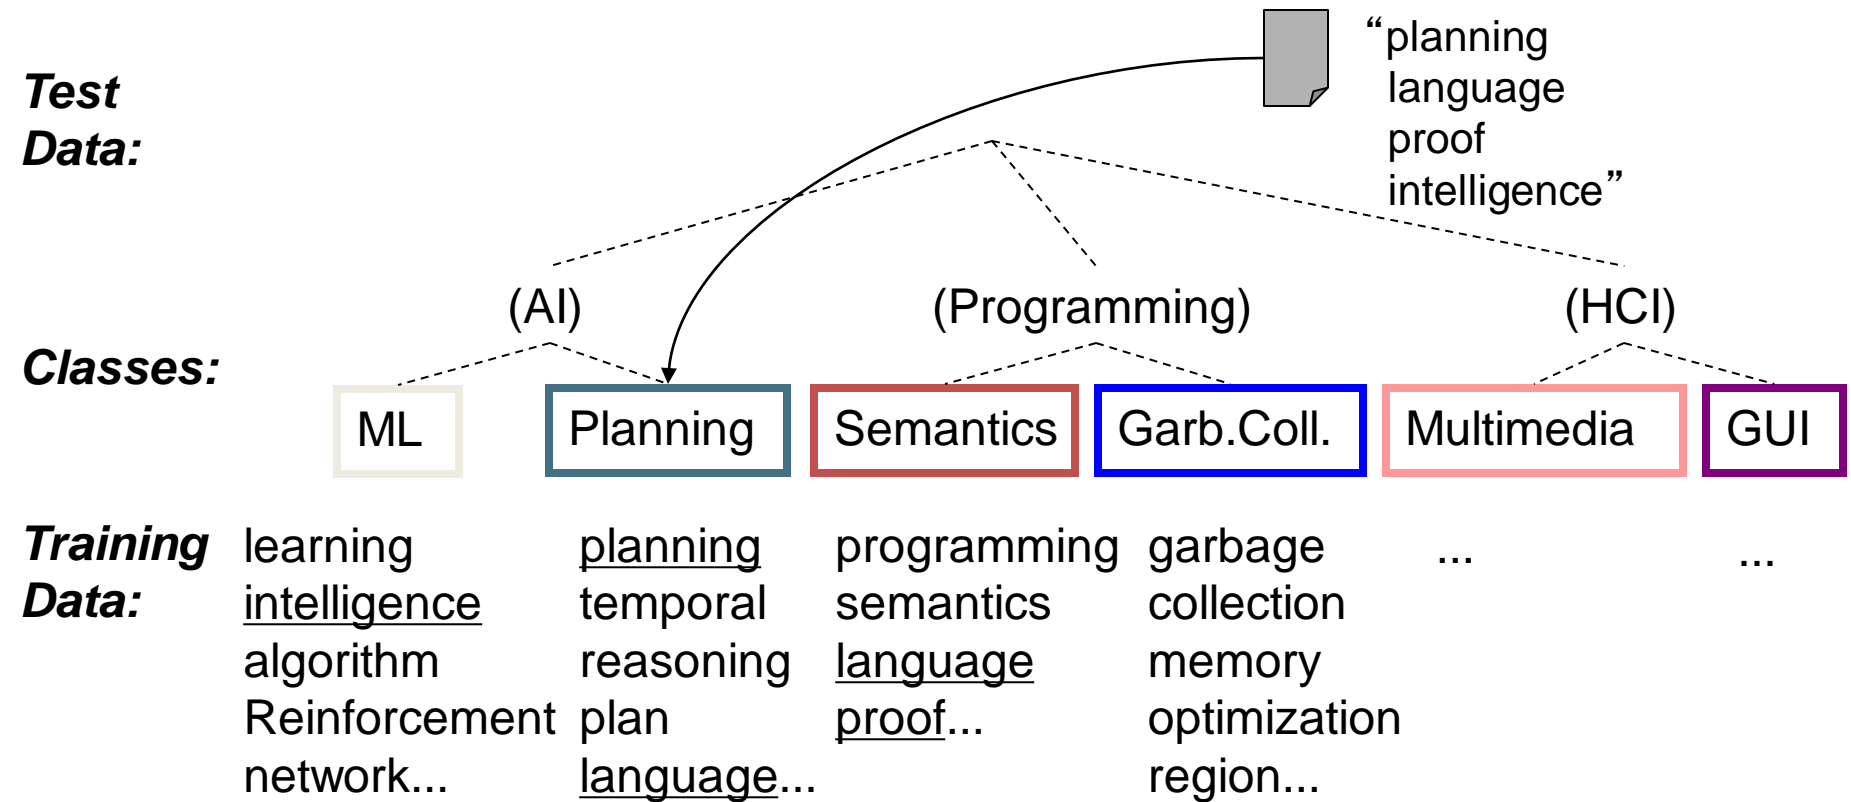 Test
Data:
“planning
language
proof
intelligence”
(AI)
(Programming)
(HCI)
Classes:
ML
Planning
Semantics
Garb.Coll.
Multimedia
GUI
Training
Data:
learning
intelligence
algorithm
Reinforcement
network...
planning
temporal
reasoning
plan
language...
programming
semantics
language
proof...
garbage
collection
memory
optimization
region...
...
...